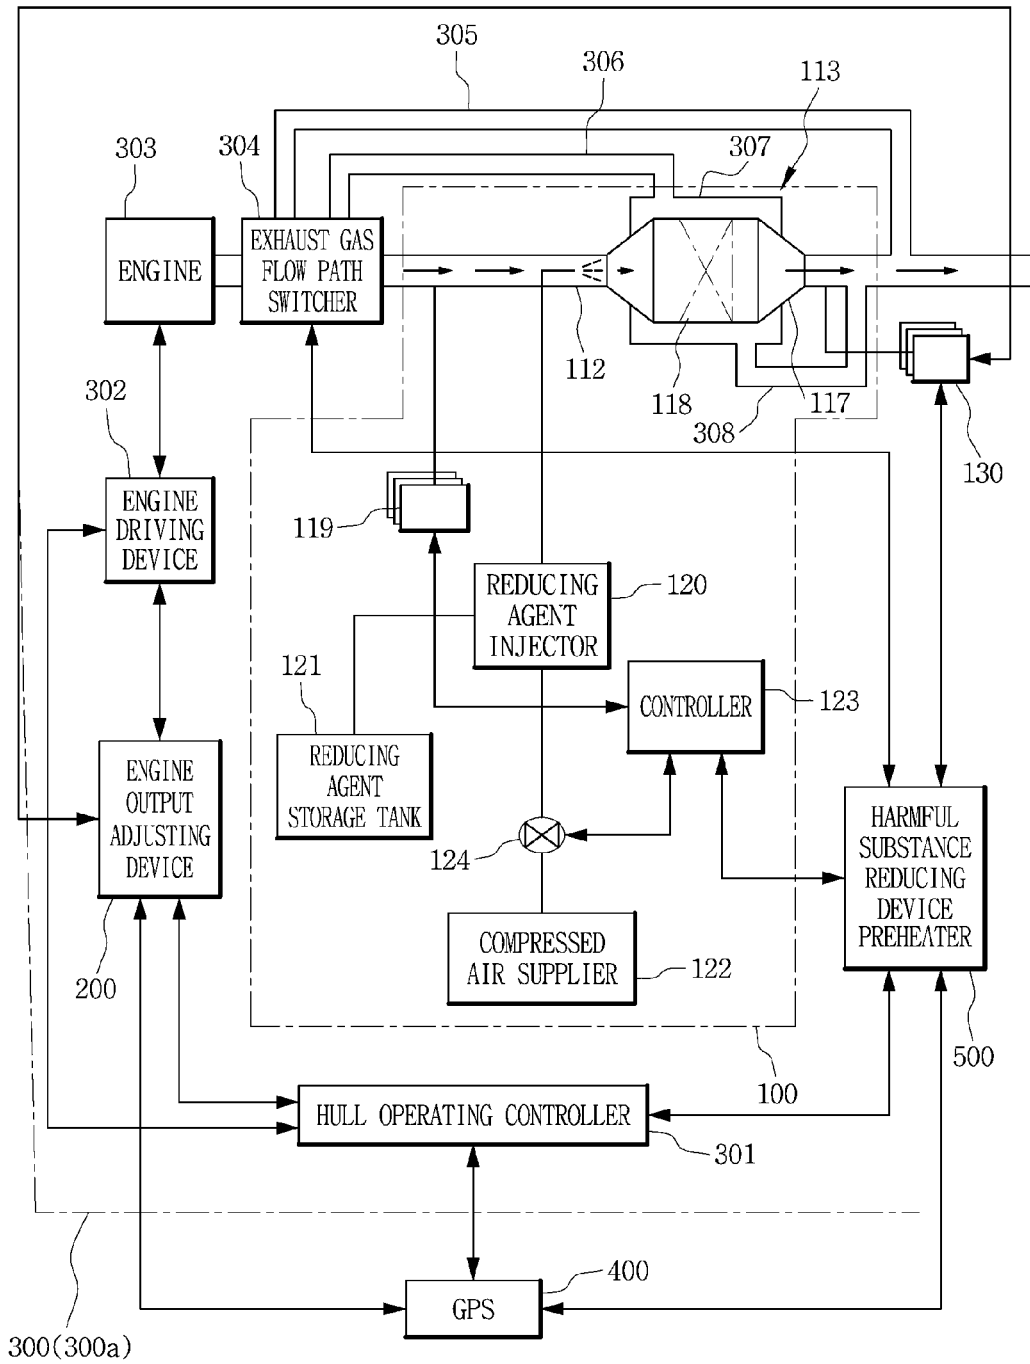 305
306
113
303
304
307
ENGINE
EXHAUST GAS
FLOW PATH
SWITCHER
112
118
117
308
130
302
ENGINE
DRIVING
DEVICE
119
REDUCING
AGENT
INJECTOR
120
121
CONTROLLER
123
REDUCING
AGENT
STORAGE TANK
ENGINE
OUTPUT
ADJUSTING
DEVICE
124
HARMFUL
SUBSTANCE
REDUCING
DEVICE
PREHEATER
COMPRESSED
AIR SUPPLIER
122
200
500
100
HULL OPERATING CONTROLLER
301
400
GPS
300(300a)